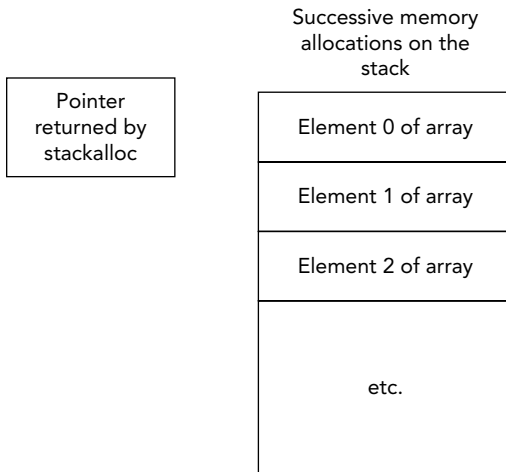 Successive memory
allocations on the
stack
Pointer
returned by
stackalloc
Element 0 of array
Element 1 of array
Element 2 of array
etc.